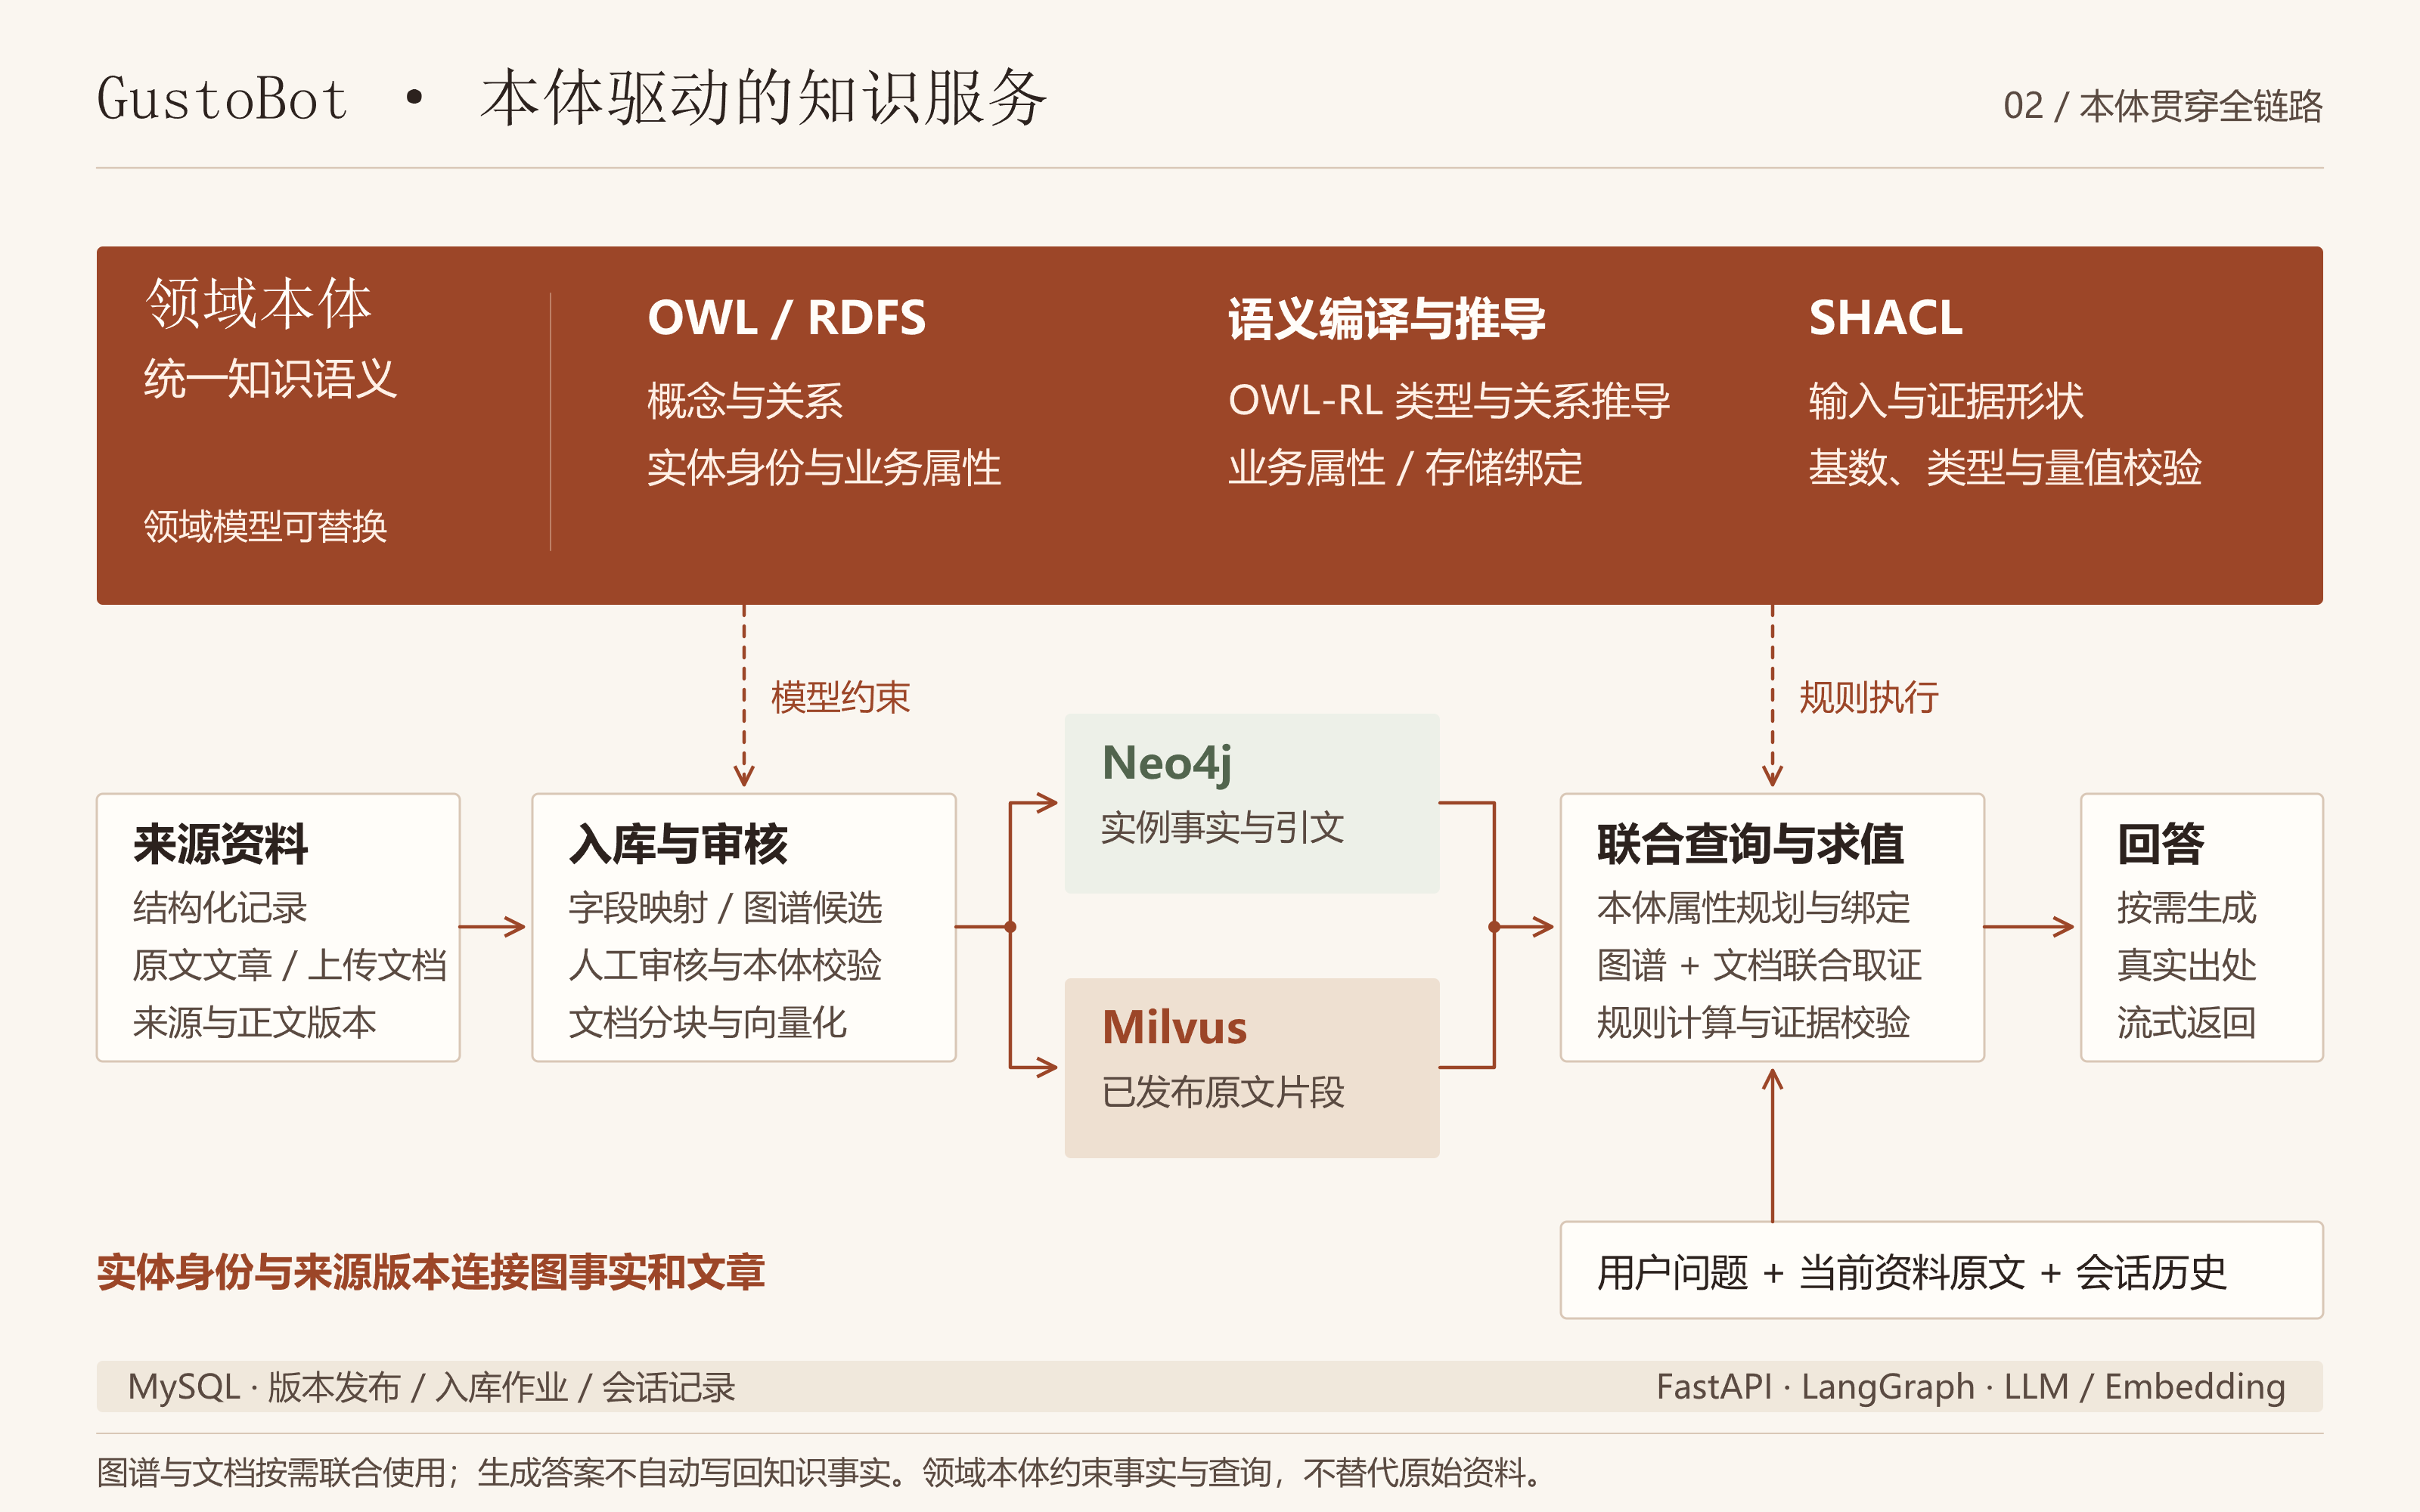 GustoBot • 本体驱动的知识服务
02 / 本体贯穿全链路
领域本体
统一知识语义
领域模型可替换
OWL / RDFS
概念与关系
实体身份与业务属性
语义编译与推导
OWL-RL 类型与关系推导
业务属性 / 存储绑定
SHACL
输入与证据形状
基数、类型与量值校验
模型约束
规则执行
来源资料
结构化记录
原文文章 / 上传文档
来源与正文版本
入库与审核
字段映射 / 图谱候选
人工审核与本体校验
文档分块与向量化
Neo4j
实例事实与引文
Milvus
已发布原文片段
联合查询与求值
本体属性规划与绑定
图谱 + 文档联合取证
规则计算与证据校验
回答
按需生成
真实出处
流式返回
实体身份与来源版本连接图事实和文章
用户问题 + 当前资料原文 + 会话历史
MySQL · 版本发布 / 入库作业 / 会话记录
FastAPI · LangGraph · LLM / Embedding
图谱与文档按需联合使用；生成答案不自动写回知识事实。领域本体约束事实与查询，不替代原始资料。